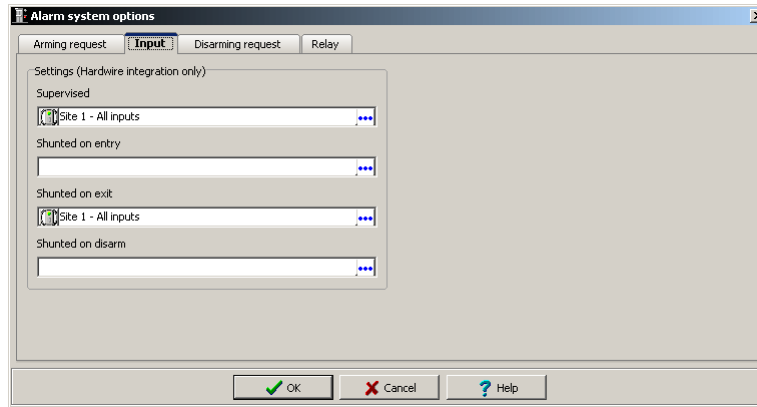 Alarm system options
Arming request Input Disarming request Relay
Settings (Hardwire integration only)
Supervised
Site 1 - All inputs
Shunted on entry
Shunted on exit
Site 1 - All inputs
Shunted on disarm
OK Cancel Help